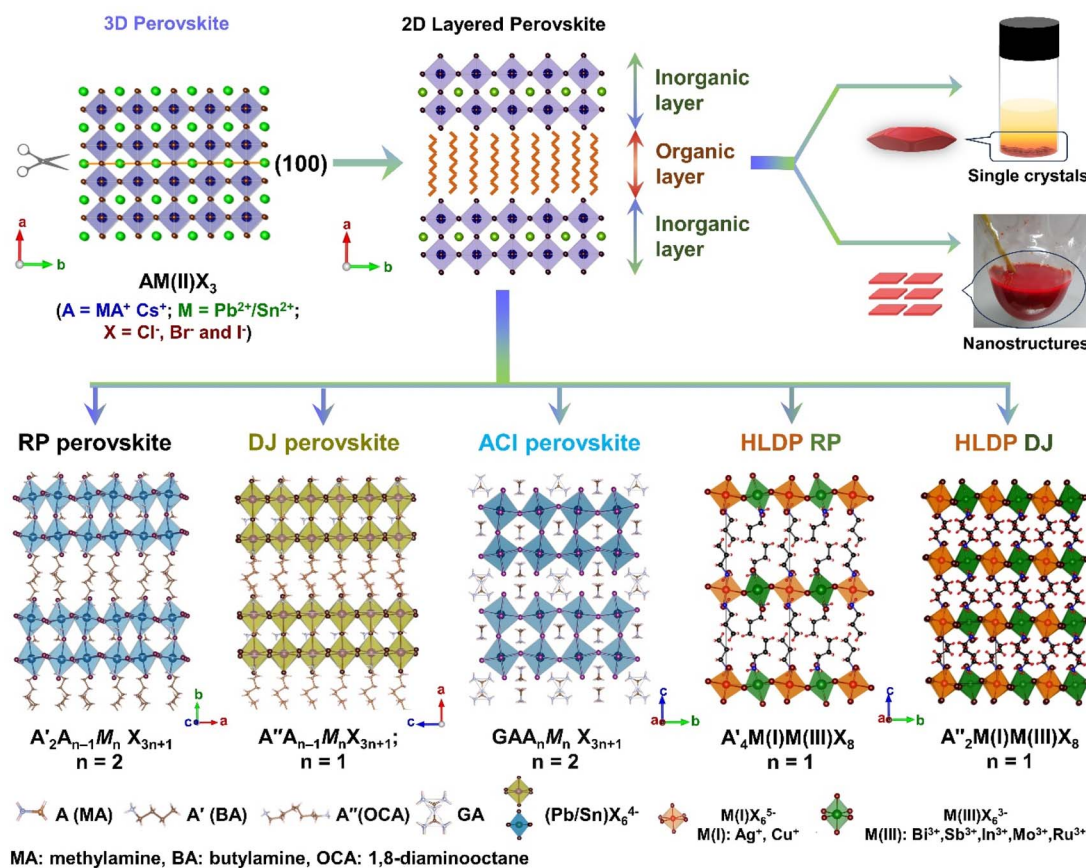 3D Perovskite
2D Layered Perovskite
(100)
Inorganic
layer
Organic
layer
Inorganic
layer
Single crystals
Nanostructures
a
b
a
b
AM(II)X₃
(A = MA⁺ Cs⁺; M = Pb²⁺/Sn²⁺;
X = Cl⁻, Br⁻ and I⁻)
RP perovskite
DJ perovskite
ACI perovskite
HLDP RP
HLDP DJ
b
c
a
a
c
c
a
b
c
a
b
A′₂Aₙ₋₁Mₙ X₃ₙ₊₁
n = 2
A″Aₙ₋₁MₙX₃ₙ₊₁;
n = 1
GAAₙMₙ X₃ₙ₊₁
n = 2
A′₄M(I)M(III)X₈
n = 1
A″₂M(I)M(III)X₈
n = 1
A (MA)
A′ (BA)
A″(OCA)
GA
(Pb/Sn)X₆⁴⁻
M(I)X₆⁵⁻
M(I): Ag⁺, Cu⁺
M(III)X₆³⁻
M(III): Bi³⁺,Sb³⁺,In³⁺,Mo³⁺,Ru³⁺
MA: methylamine, BA: butylamine, OCA: 1,8-diaminooctane